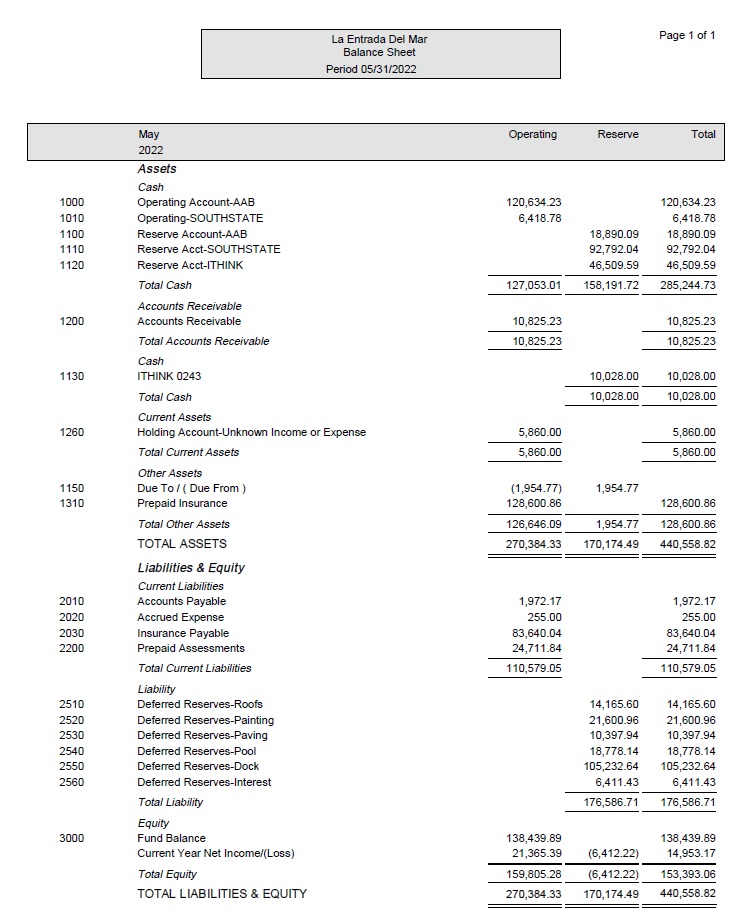 La Entrada Del Mar
Page 1 of 1
Balance Sheet
Period 05/31/2022
May Operating Reserve Total
2022
Assets
Cash
1000 Operating Account-AAB 120,634.23 120,634.23
1010 Operating-SOUTHSTATE 6,418.78 6,418.78
1100 Reserve Account-AAB 18,890.09 18,890.09
1110 Reserve Acct-SOUTHSTATE 92,792.04 92,792.04
1120 Reserve Acct-ITHINK 46,509.59 46,509.59
Total Cash 127,053.01 158,191.72 285,244.73
Accounts Receivable
1200 Accounts Receivable 10,825.23 10,825.23
Total Accounts Receivable 10,825.23 10,825.23
Cash
1130 ITHINK 0243 10,028.00 10,028.00
Total Cash 10,028.00 10,028.00
Current Assets
1260 Holding Account-Unknown Income or Expense 5,860.00 5,860.00
Total Current Assets 5,860.00 5,860.00
Other Assets
1150 Due To / ( Due From ) (1,954.77) 1,954.77
1310 Prepaid Insurance 128,600.86 128,600.86
Total Other Assets 126,646.09 1,954.77 128,600.86
TOTAL ASSETS 270,384.33 170,174.49 440,558.82
Liabilities & Equity
Current Liabilities
2010 Accounts Payable 1,972.17 1,972.17
2020 Accrued Expense 255.00 255.00
2030 Insurance Payable 83,640.04 83,640.04
2200 Prepaid Assessments 24,711.84 24,711.84
Total Current Liabilities 110,579.05 110,579.05
Liability
2510 Deferred Reserves-Roofs 14,165.60 14,165.60
2520 Deferred Reserves-Painting 21,600.96 21,600.96
2530 Deferred Reserves-Paving 10,397.94 10,397.94
2540 Deferred Reserves-Pool 18,778.14 18,778.14
2550 Deferred Reserves-Dock 105,232.64 105,232.64
2560 Deferred Reserves-Interest 6,411.43 6,411.43
Total Liability 176,586.71 176,586.71
Equity
3000 Fund Balance 138,439.89 138,439.89
Current Year Net Income/(Loss) 21,365.39 (6,412.22) 14,953.17
Total Equity 159,805.28 (6,412.22) 153,393.06
TOTAL LIABILITIES & EQUITY 270,384.33 170,174.49 440,558.82